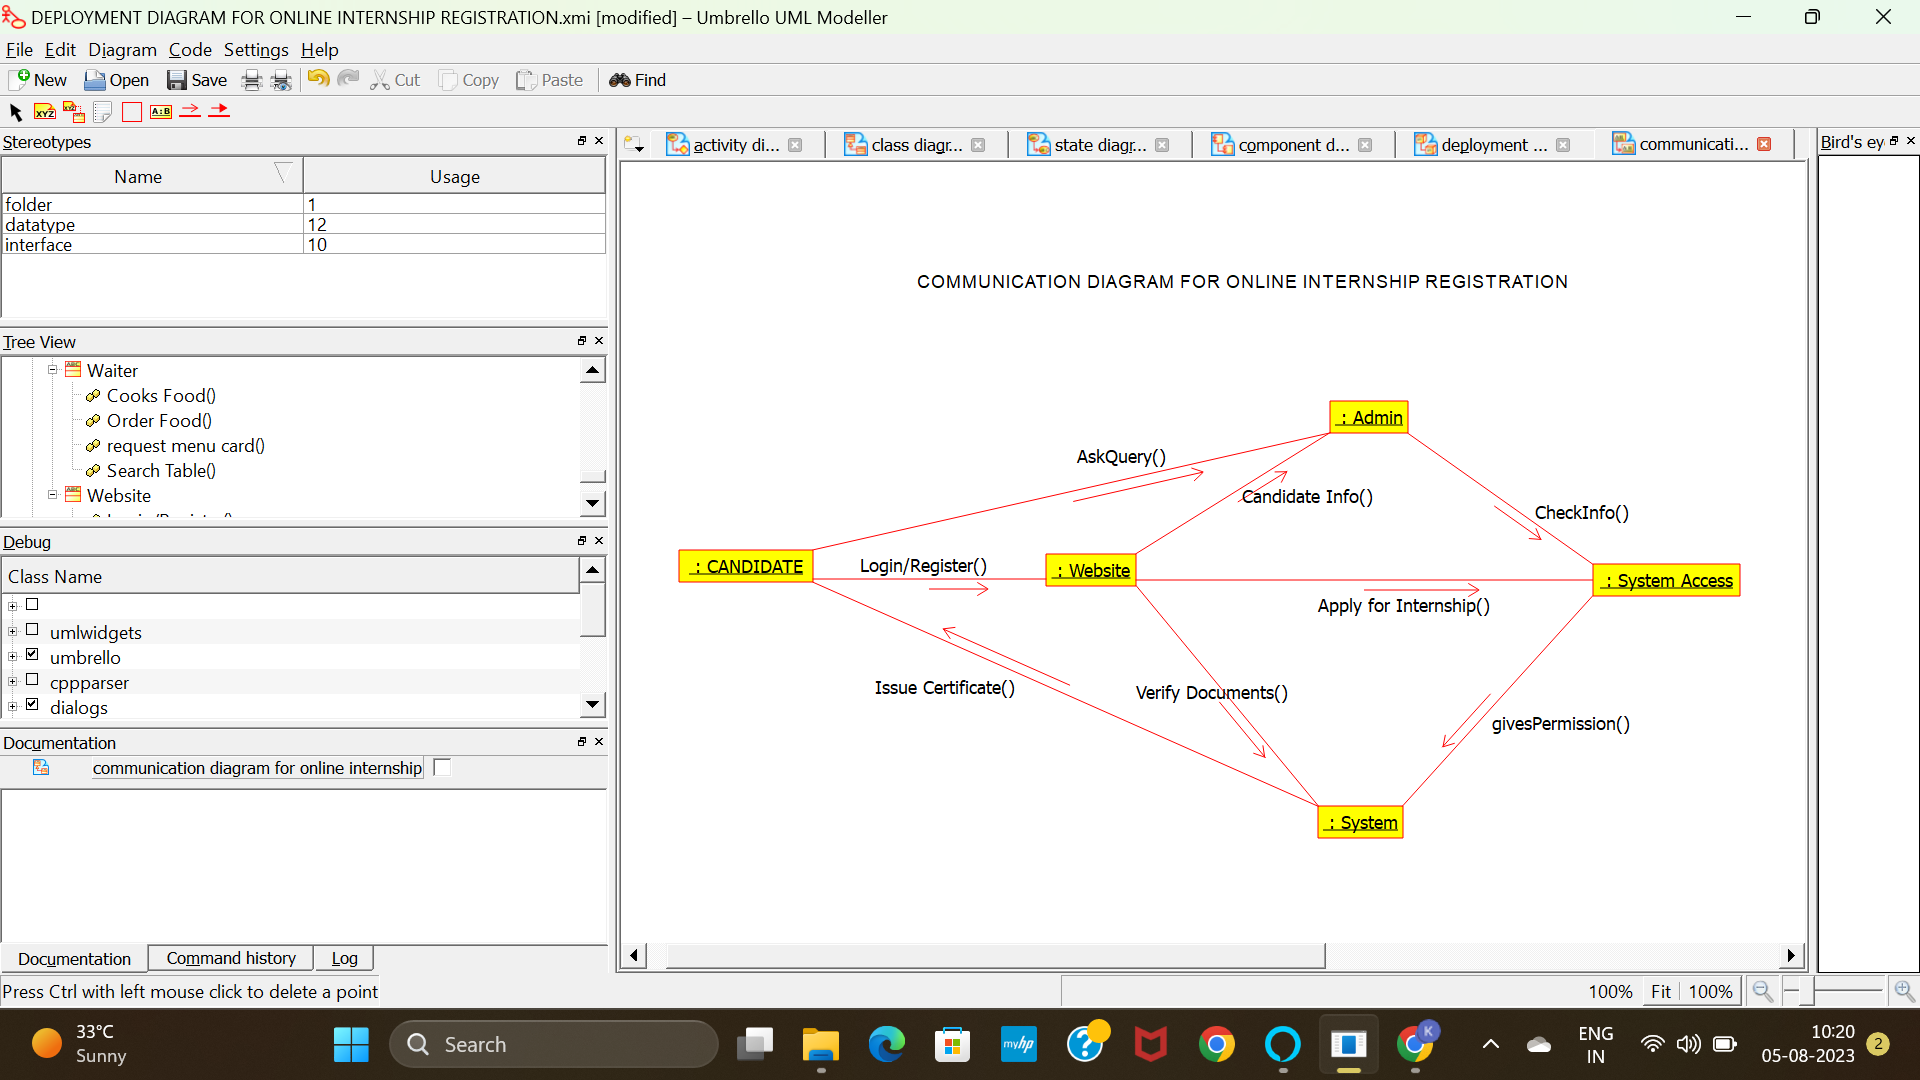 DEPLOYMENT DIAGRAM FOR ONLINE INTERNSHIP REGISTRATION.xmi [modified] – Umbrello UML Modeller
File Edit Diagram Code Settings Help
New Open Save Cut Copy Paste Find
XYZ XYZ A:B
Stereotypes
activity di... class diagr... state diagr... component d... deployment ... communicati... Bird's ey
Name Usage
folder 1
datatype 12
interface 10
COMMUNICATION DIAGRAM FOR ONLINE INTERNSHIP REGISTRATION
Tree View
Waiter
Cooks Food()
Order Food()
request menu card()
Search Table()
Website
: Admin
AskQuery()
Candidate Info()
CheckInfo()
: CANDIDATE
Login/Register()
: Website
: System Access
Apply for Internship()
Issue Certificate()
Verify Documents()
givesPermission()
: System
Debug
Class Name
umlwidgets
umbrello
cppparser
dialogs
Documentation
communication diagram for online internship
Documentation Command history Log
Press Ctrl with left mouse click to delete a point
100% Fit 100%
33°C
Sunny
Search
myhp
K
ENG
IN
10:20
05-08-2023
2